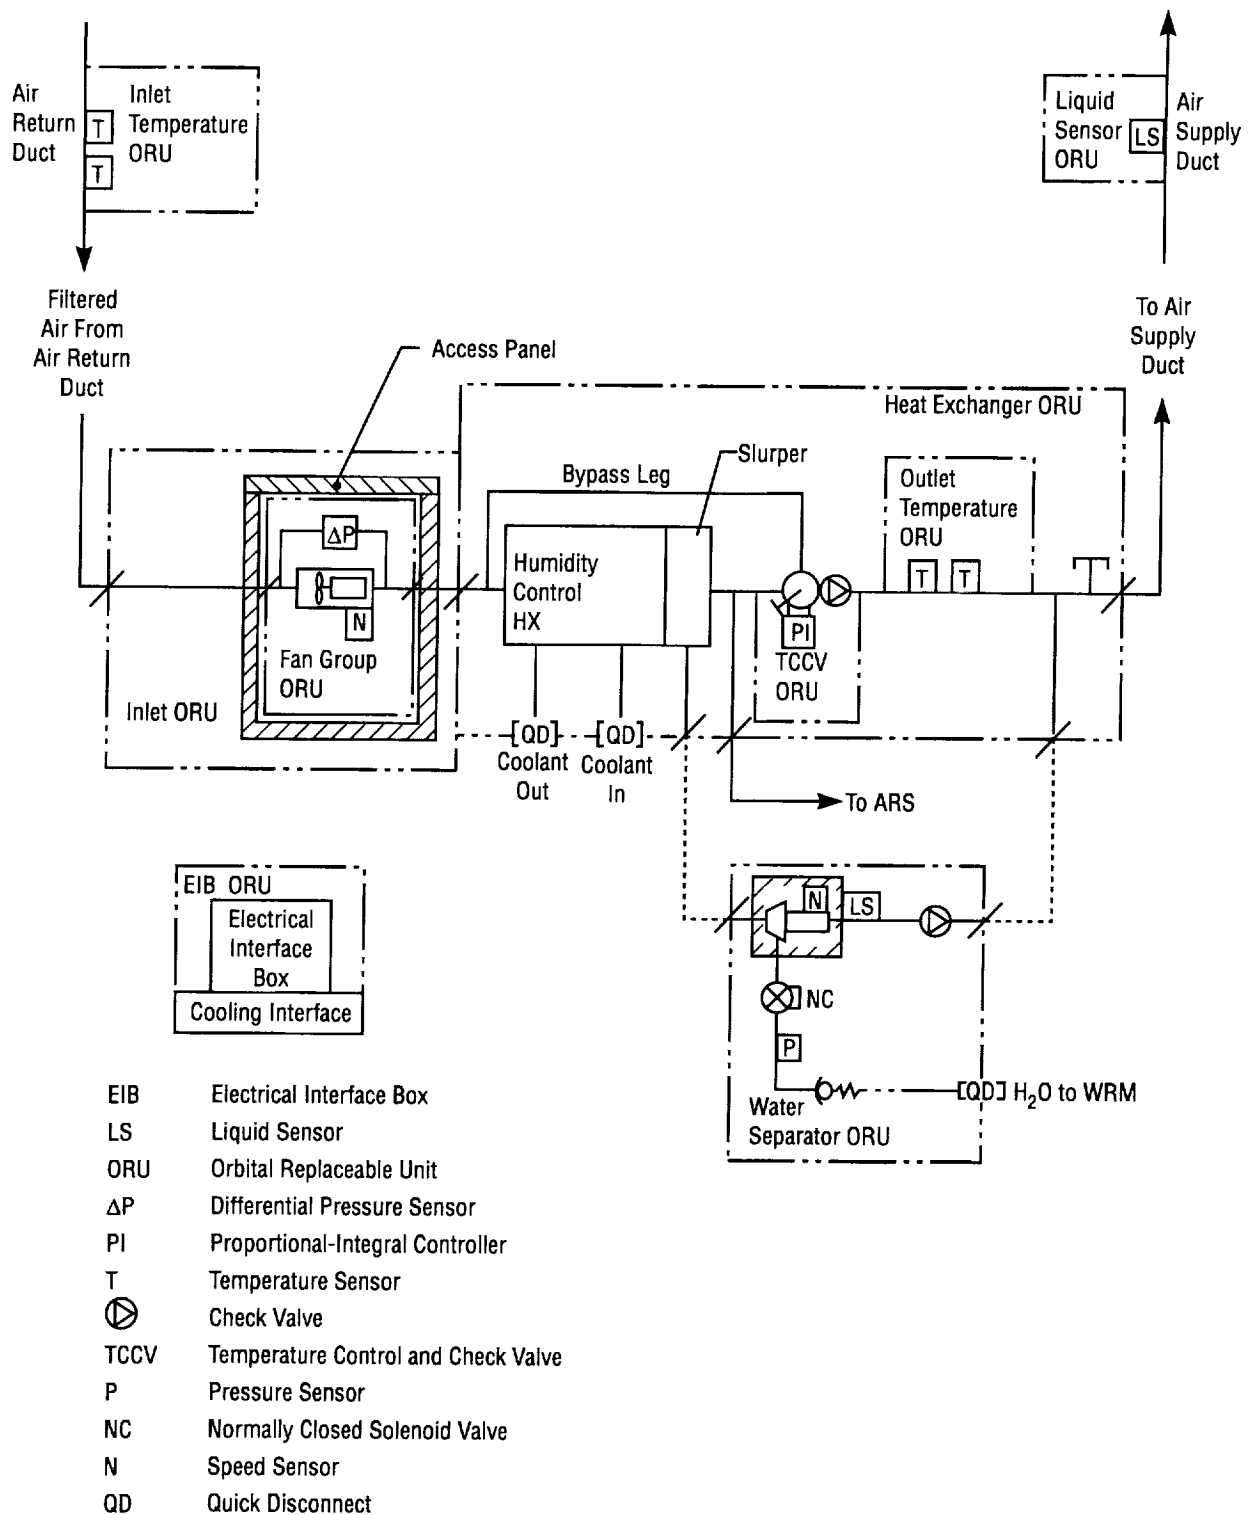 Air
Return
Duct
T
T
Inlet
Temperature
ORU
Liquid
Sensor
ORU
LS
Air
Supply
Duct
Filtered
Air From
Air Return
Duct
To Air
Supply
Duct
Access Panel
Heat Exchanger ORU
Slurper
Bypass Leg
Outlet
Temperature
ORU
T
T
ΔP
N
Fan Group
ORU
Inlet ORU
Humidity
Control
HX
PI
TCCV
ORU
[QD]
Coolant
Out
[QD]
Coolant
In
To ARS
EIB ORU
Electrical
Interface
Box
Cooling Interface
N
LS
NC
P
Water
Separator ORU
[QD] H₂O to WRM
EIB Electrical Interface Box
LS Liquid Sensor
ORU Orbital Replaceable Unit
ΔP Differential Pressure Sensor
PI Proportional-Integral Controller
T Temperature Sensor
Check Valve
TCCV Temperature Control and Check Valve
P Pressure Sensor
NC Normally Closed Solenoid Valve
N Speed Sensor
QD Quick Disconnect